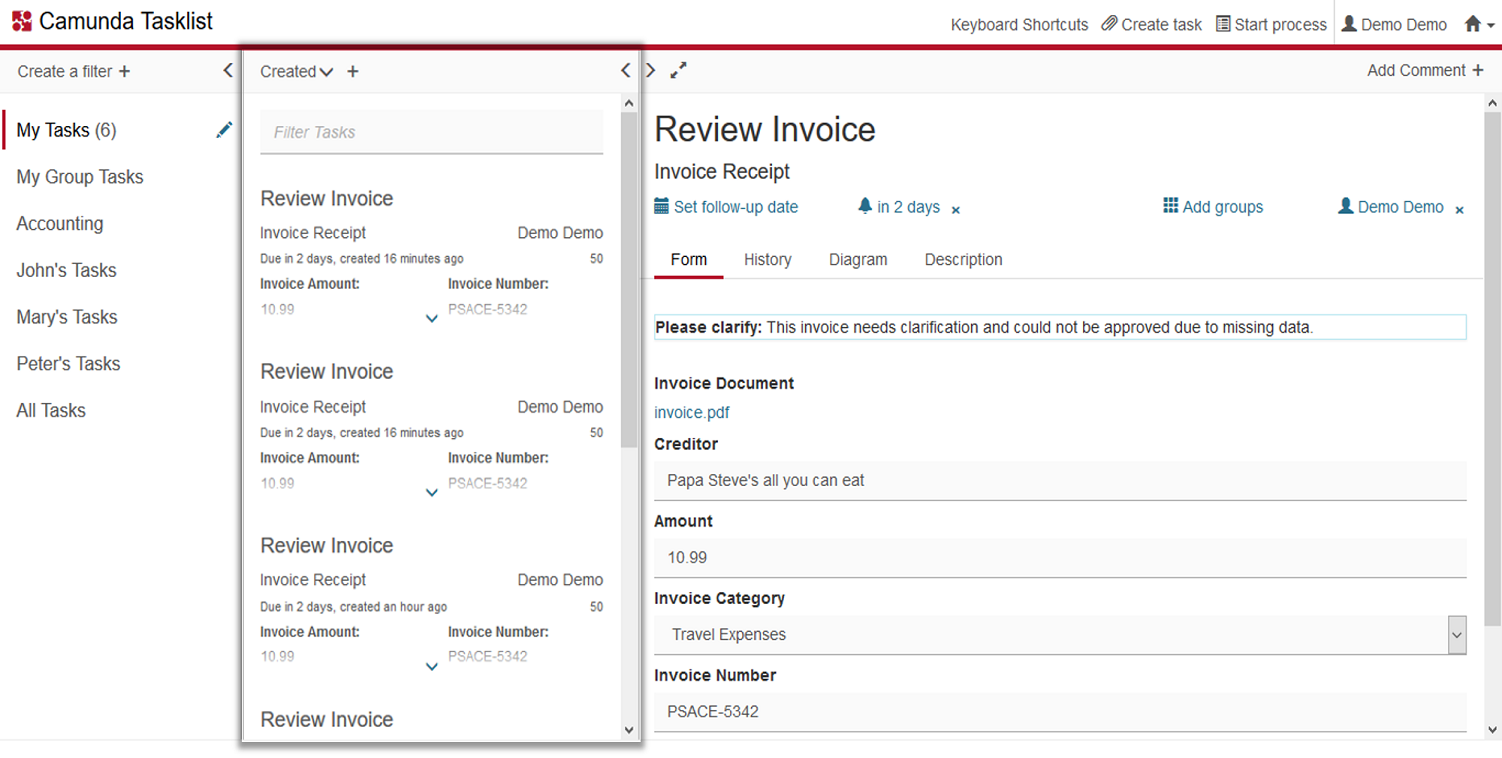 Camunda Tasklist
Keyboard Shortcuts Create task Start process Demo Demo
Create a filter +
My Tasks (6)
My Group Tasks
Accounting
John's Tasks
Mary's Tasks
Peter's Tasks
All Tasks
Created +
Filter Tasks
Review Invoice
Invoice Receipt Demo Demo
Due in 2 days, created 16 minutes ago 50
Invoice Amount: Invoice Number:
10.99 PSACE-5342
Review Invoice
Invoice Receipt Demo Demo
Due in 2 days, created 16 minutes ago 50
Invoice Amount: Invoice Number:
10.99 PSACE-5342
Review Invoice
Invoice Receipt Demo Demo
Due in 2 days, created an hour ago 50
Invoice Amount: Invoice Number:
10.99 PSACE-5342
Review Invoice
Add Comment +
Review Invoice
Invoice Receipt
Set follow-up date in 2 days × Add groups Demo Demo ×
Form History Diagram Description
Please clarify: This invoice needs clarification and could not be approved due to missing data.
Invoice Document
invoice.pdf
Creditor
Papa Steve's all you can eat
Amount
10.99
Invoice Category
Travel Expenses
Invoice Number
PSACE-5342